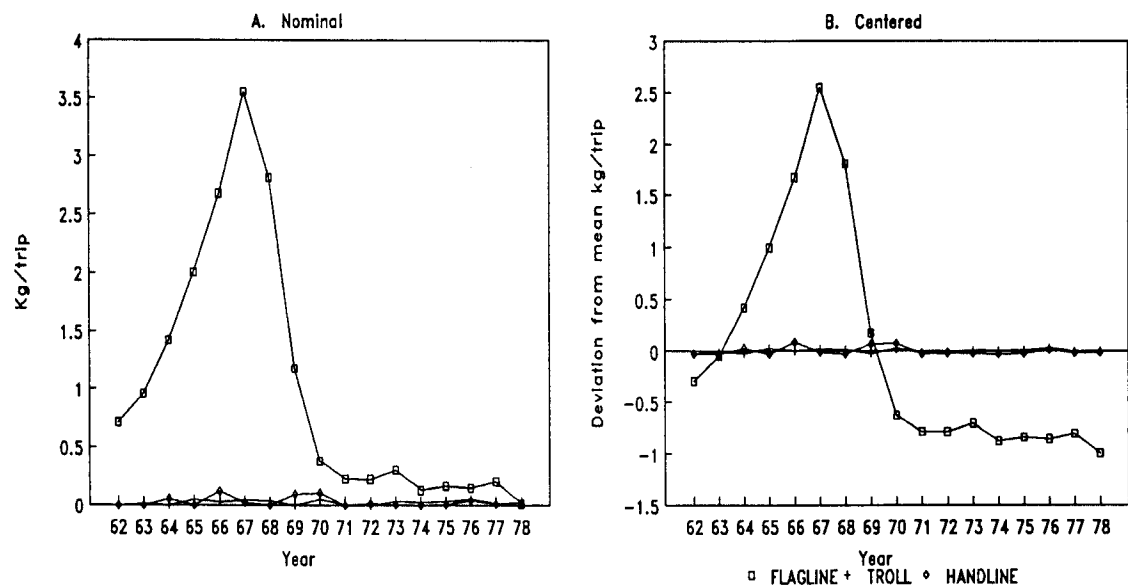 A. Nominal
Kg/trip
4
3.5
3
2.5
2
1.5
1
0.5
0
62 63 64 65 66 67 68 69 70 71 72 73 74 75 76 77 78
Year
B. Centered
Deviation from mean kg/trip
3
2.5
2
1.5
1
0.5
0
-0.5
-1
-1.5
62 63 64 65 66 67 68 69 70 71 72 73 74 75 76 77 78
Year
□ FLAGLINE + TROLL ◇ HANDLINE